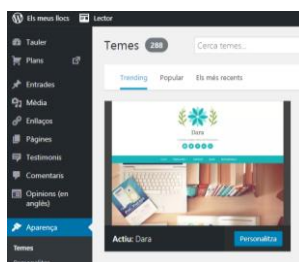 Els meus llocs Lector
Tauler
Plans
Entrades
Mèdia
Enllaços
Pàgines
Testimonis
Comentaris
Opinions (en
anglès)
Aparença
Temes
Temes 288
Cerca temes...
Trending Popular Els més recents
Dara
Actiu: Dara
Personalitza